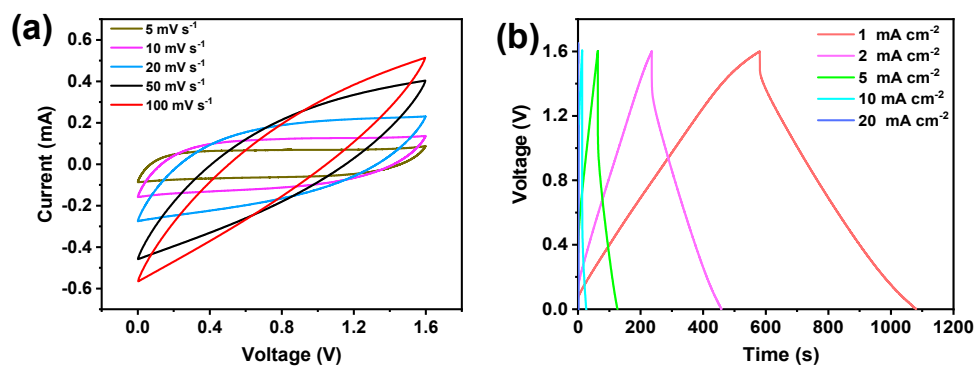 (a)
5 mV s⁻¹
10 mV s⁻¹
20 mV s⁻¹
50 mV s⁻¹
100 mV s⁻¹
0.6
0.4
0.2
0.0
-0.2
-0.4
-0.6
Current (mA)
0.0 0.4 0.8 1.2 1.6
Voltage (V)
(b)
1 mA cm⁻²
2 mA cm⁻²
5 mA cm⁻²
10 mA cm⁻²
20 mA cm⁻²
1.6
1.2
0.8
0.4
0.0
Voltage (V)
0 200 400 600 800 1000 1200
Time (s)